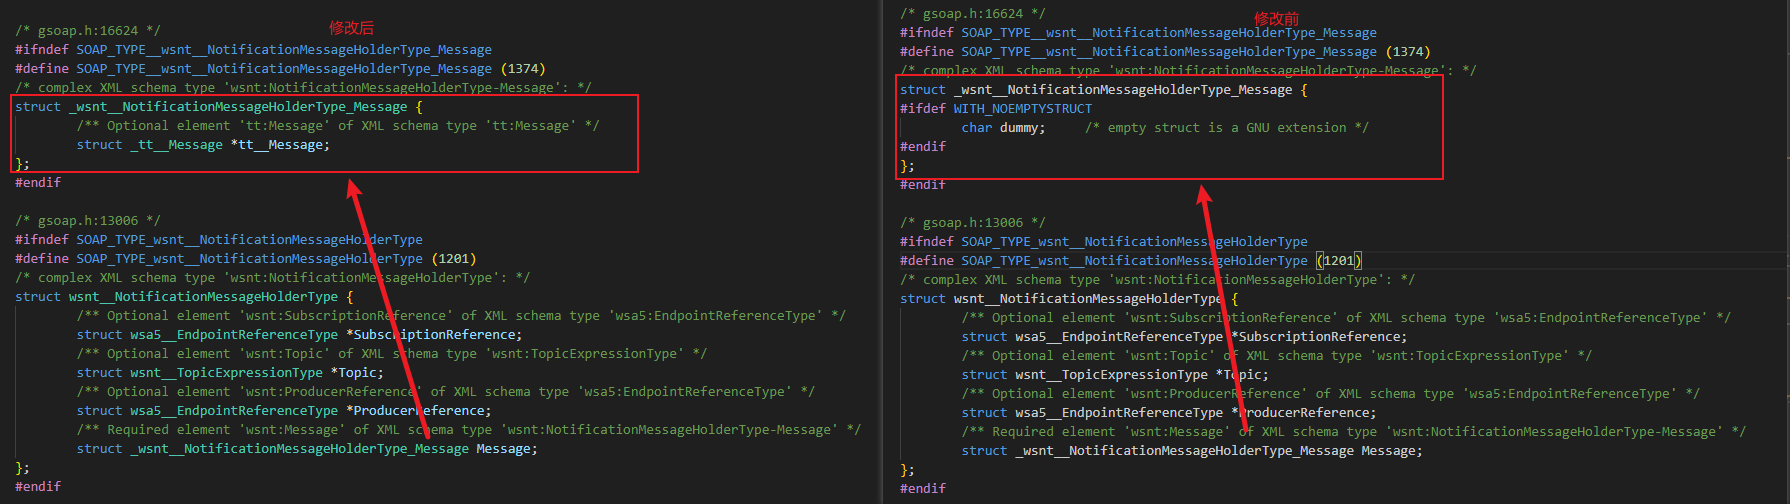 /* gsoap.h:16624 */
修改后
#ifndef SOAP_TYPE__wsnt__NotificationMessageHolderType_Message
#define SOAP_TYPE__wsnt__NotificationMessageHolderType_Message (1374)
/* complex XML schema type 'wsnt:NotificationMessageHolderType-Message': */
struct _wsnt__NotificationMessageHolderType_Message {
/** Optional element 'tt:Message' of XML schema type 'tt:Message' */
struct _tt__Message *tt__Message;
};
#endif
/* gsoap.h:13006 */
#ifndef SOAP_TYPE_wsnt__NotificationMessageHolderType
#define SOAP_TYPE_wsnt__NotificationMessageHolderType (1201)
/* complex XML schema type 'wsnt:NotificationMessageHolderType': */
struct wsnt__NotificationMessageHolderType {
/** Optional element 'wsnt:SubscriptionReference' of XML schema type 'wsa5:EndpointReferenceType' */
struct wsa5__EndpointReferenceType *SubscriptionReference;
/** Optional element 'wsnt:Topic' of XML schema type 'wsnt:TopicExpressionType' */
struct wsnt__TopicExpressionType *Topic;
/** Optional element 'wsnt:ProducerReference' of XML schema type 'wsa5:EndpointReferenceType' */
struct wsa5__EndpointReferenceType *ProducerReference;
/** Required element 'wsnt:Message' of XML schema type 'wsnt:NotificationMessageHolderType-Message' */
struct _wsnt__NotificationMessageHolderType_Message Message;
};
#endif
/* gsoap.h:16624 */
修改前
#ifndef SOAP_TYPE__wsnt__NotificationMessageHolderType_Message
#define SOAP_TYPE__wsnt__NotificationMessageHolderType_Message (1374)
/* complex XML schema type 'wsnt:NotificationMessageHolderType-Message': */
struct _wsnt__NotificationMessageHolderType_Message {
#ifdef WITH_NOEMPTYSTRUCT
char dummy; /* empty struct is a GNU extension */
#endif
};
#endif
/* gsoap.h:13006 */
#ifndef SOAP_TYPE_wsnt__NotificationMessageHolderType
#define SOAP_TYPE_wsnt__NotificationMessageHolderType (1201)
/* complex XML schema type 'wsnt:NotificationMessageHolderType': */
struct wsnt__NotificationMessageHolderType {
/** Optional element 'wsnt:SubscriptionReference' of XML schema type 'wsa5:EndpointReferenceType' */
struct wsa5__EndpointReferenceType *SubscriptionReference;
/** Optional element 'wsnt:Topic' of XML schema type 'wsnt:TopicExpressionType' */
struct wsnt__TopicExpressionType *Topic;
/** Optional element 'wsnt:ProducerReference' of XML schema type 'wsa5:EndpointReferenceType' */
struct wsa5__EndpointReferenceType *ProducerReference;
/** Required element 'wsnt:Message' of XML schema type 'wsnt:NotificationMessageHolderType-Message' */
struct _wsnt__NotificationMessageHolderType_Message Message;
};
#endif